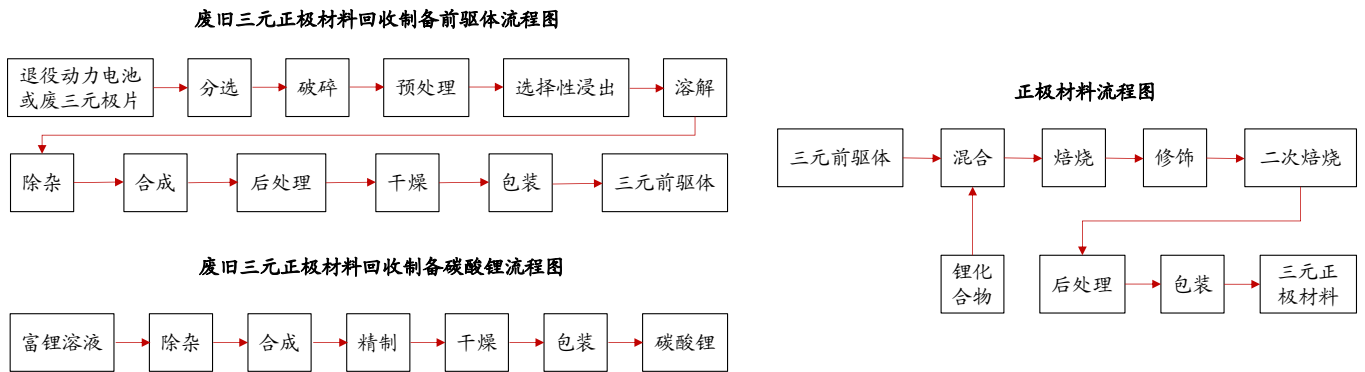 废旧三元正极材料回收制备前驱体流程图
退役动力电池
或废三元极片
分选
破碎
预处理
选择性浸出
溶解
除杂
合成
后处理
干燥
包装
三元前驱体
废旧三元正极材料回收制备碳酸锂流程图
富锂溶液
除杂
合成
精制
干燥
包装
碳酸锂
正极材料流程图
三元前驱体
混合
焙烧
修饰
二次焙烧
锂化
合物
后处理
包装
三元正
极材料